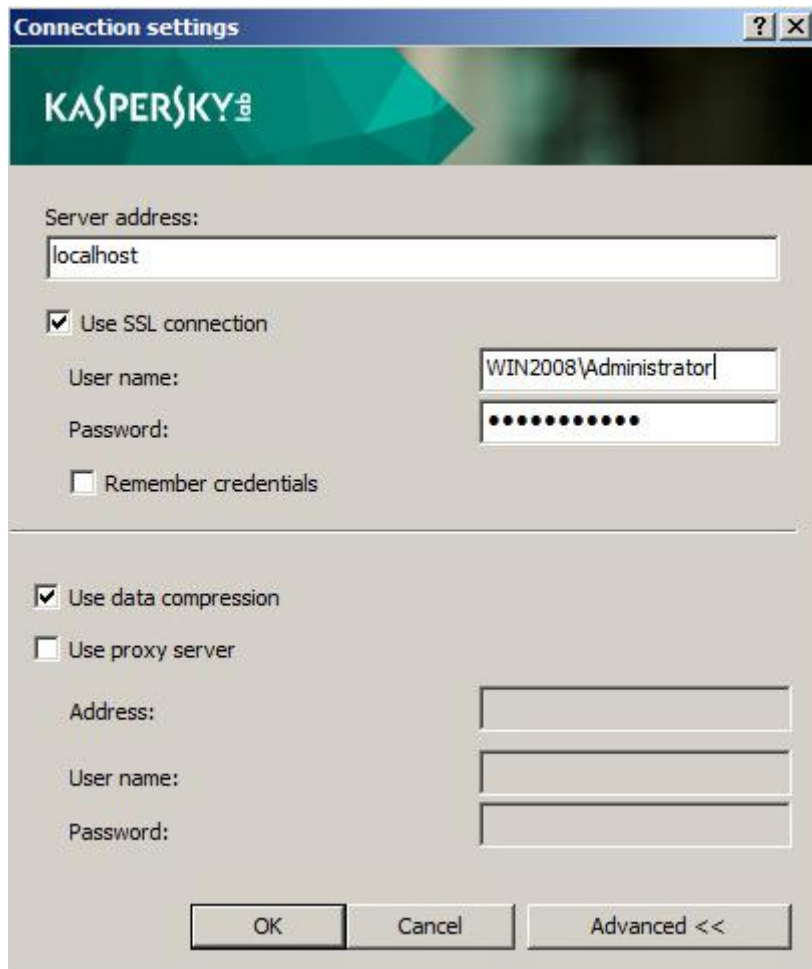 Connection settings
KASPERSKY lab
Server address:
localhost
Use SSL connection
User name:
WIN2008\Administrator
Password:
●●●●●●●●●●●
Remember credentials
Use data compression
Use proxy server
Address:
User name:
Password:
OK
Cancel
Advanced <<